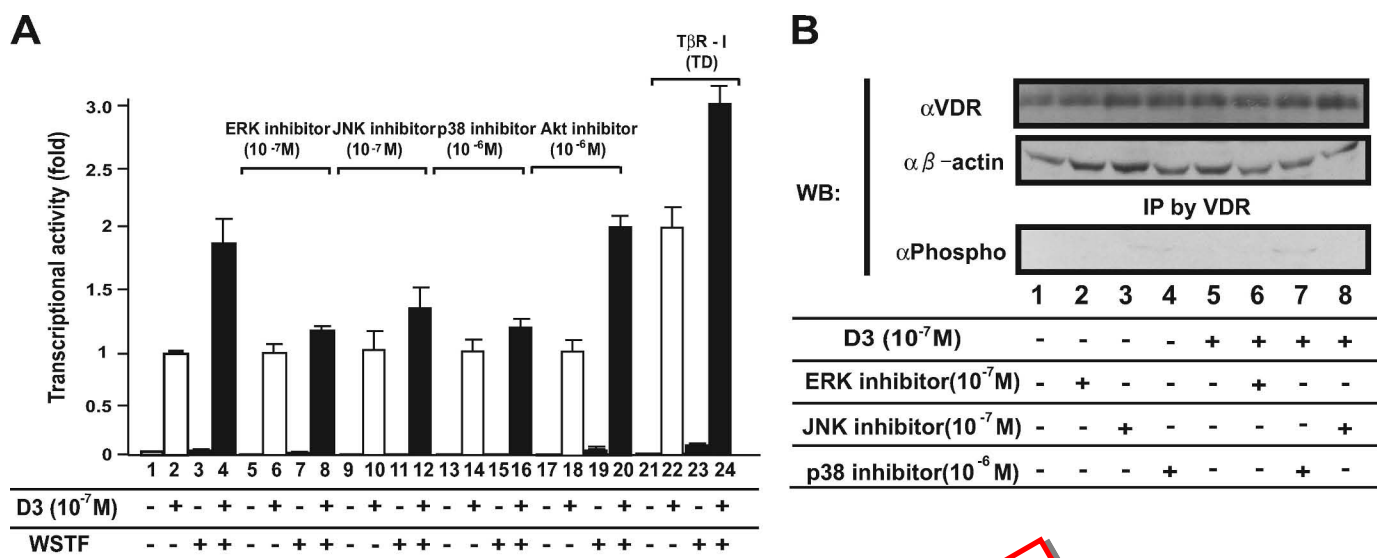 A
TβR - I
(TD)
ERK inhibitor JNK inhibitor p38 inhibitor Akt inhibitor
(10 -7M) (10 -7 M) (10 -6M) (10 -6M)
Transcriptional activity (fold)
3.0
2.5
2
1.5
1
0.5
0
1 2 3 4 5 6 7 8 9 10 11 12 13 14 15 16 17 18 19 20 21 22 23 24
D3 (10 -7M) - + - + - + - + - + - + - + - + - + - + - + - +
WSTF - - + + - - + + - - + + - - + + - - + + - - + +
B
WB:
αVDR
αβ-actin
IP by VDR
αPhospho
1 2 3 4 5 6 7 8
D3 (10 -7M) - - - - + + + +
ERK inhibitor(10 -7M) - + - - - + - -
JNK inhibitor(10 -7M) - - + - - - - +
p38 inhibitor(10 -6 M) - - - + - - + -